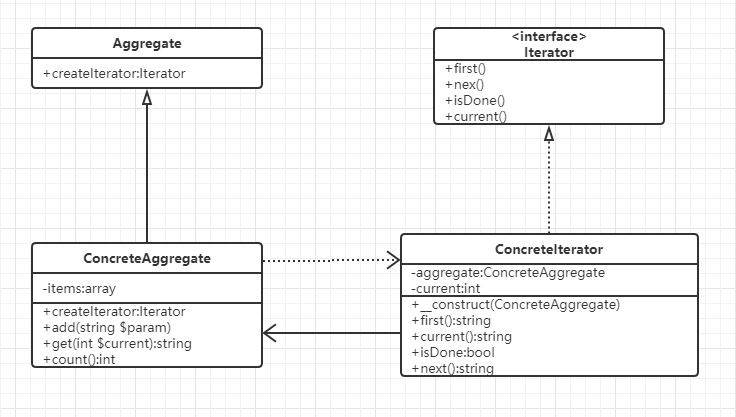 Aggregate
+createIterator:Iterator
<interface>
Iterator
+first()
+nex()
+isDone()
+current()
ConcreteAggregate
-items:array
+createIterator:Iterator
+add(string $param)
+get(int $current):string
+count():int
ConcreteIterator
-aggregate:ConcreteAggregate
-current:int
+__construct(ConcreteAggregate)
+first():string
+current():string
+isDone:bool
+next():string